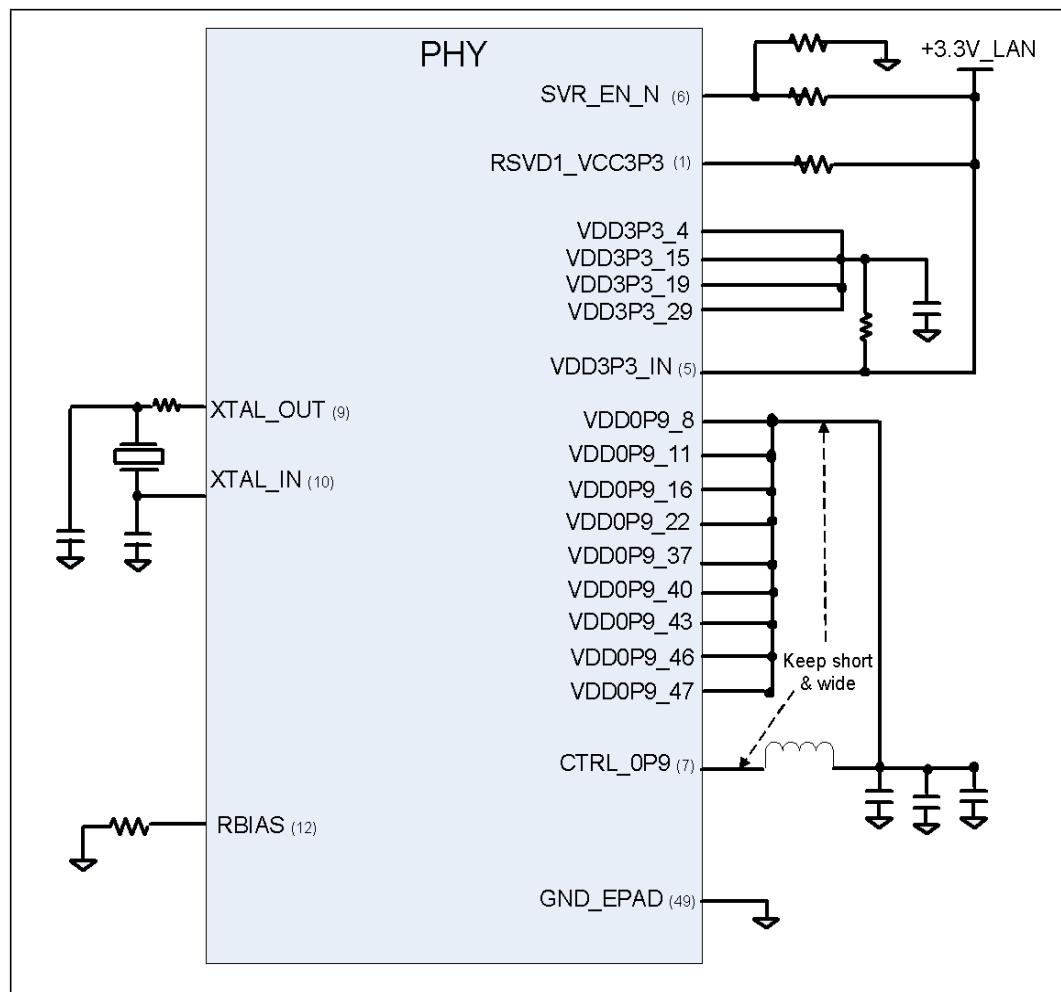 PHY
+3.3V_LAN
SVR_EN_N (6)
RSVD1_VCC3P3 (1)
VDD3P3_4
VDD3P3_15
VDD3P3_19
VDD3P3_29
VDD3P3_IN (5)
XTAL_OUT (9)
XTAL_IN (10)
VDD0P9_8
VDD0P9_11
VDD0P9_16
VDD0P9_22
VDD0P9_37
VDD0P9_40
VDD0P9_43
VDD0P9_46
VDD0P9_47
Keep short
& wide
CTRL_0P9 (7)
RBIAS (12)
GND_EPAD (49)